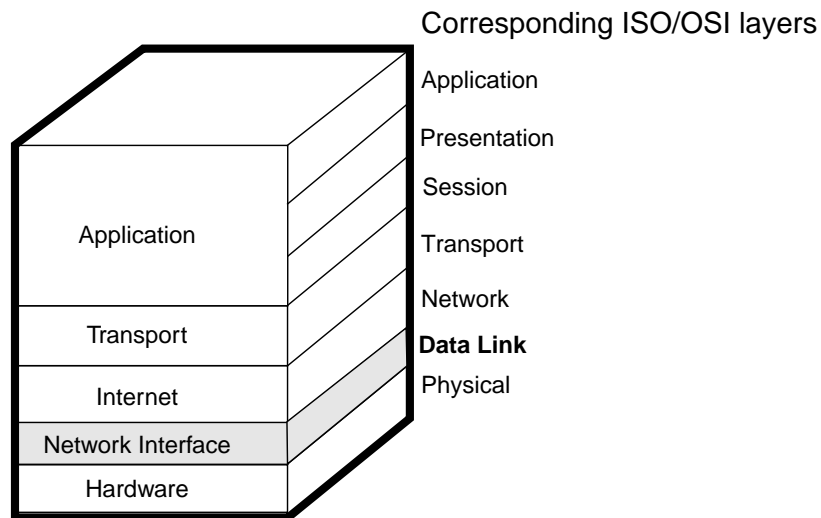 Corresponding ISO/OSI layers
Application
Presentation
Session
Transport
Network
Data Link
Physical
Application
Transport
Internet
Network Interface
Hardware